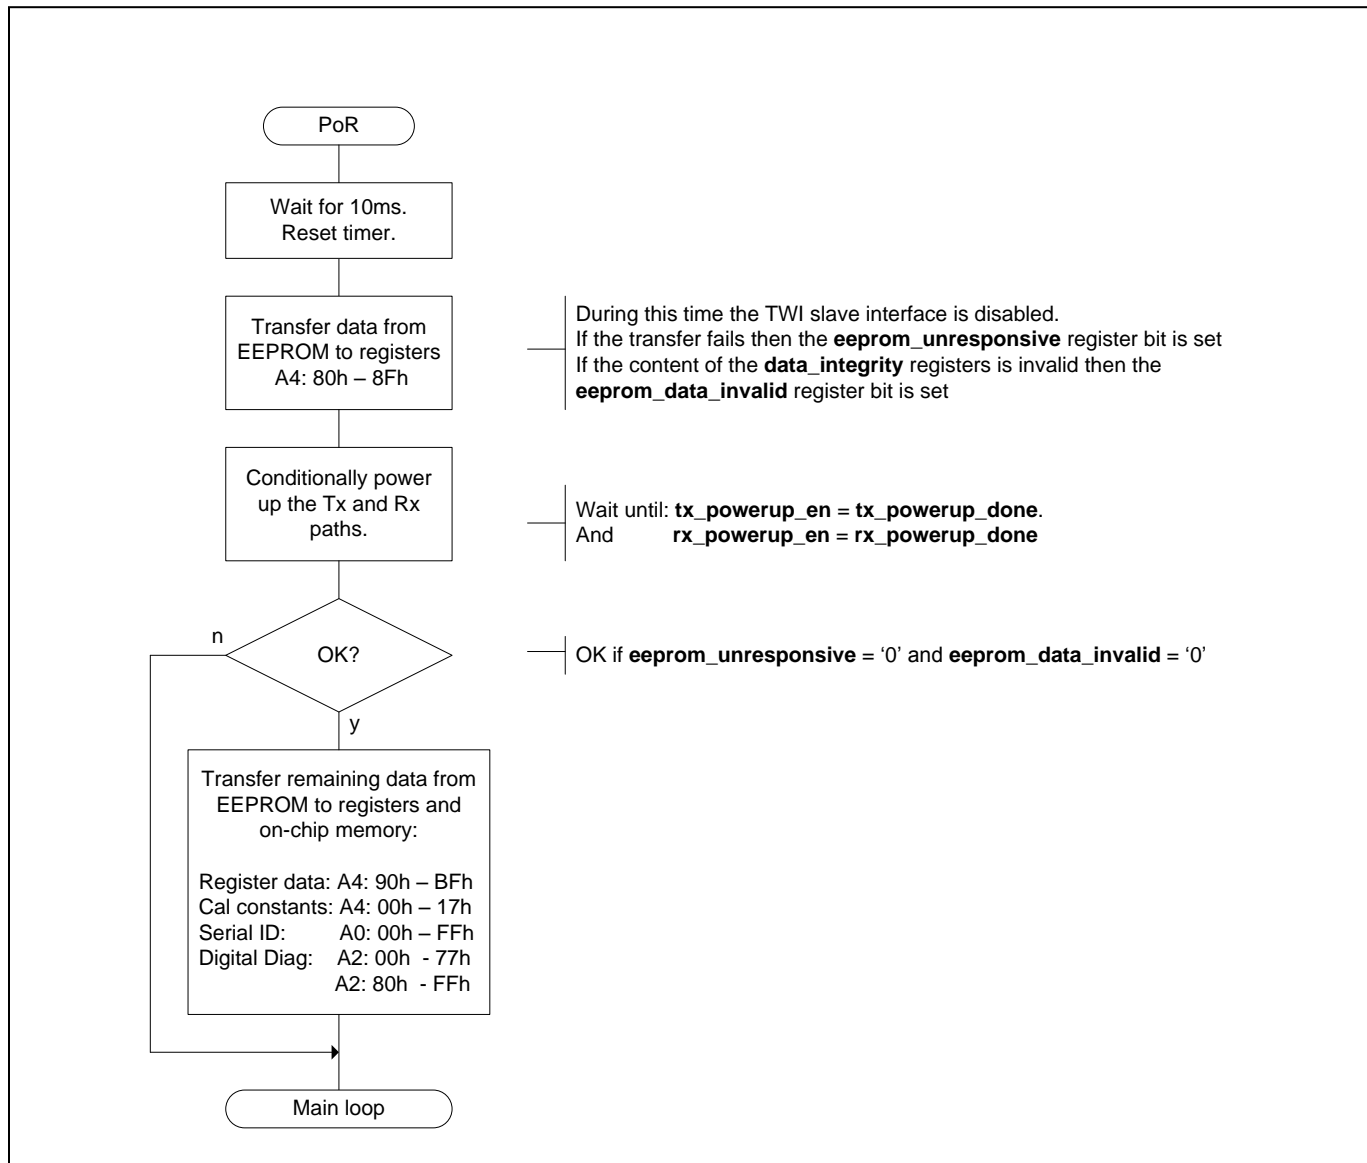 PoR
Wait for 10ms.
Reset timer.
Transfer data from
EEPROM to registers
A4: 80h – 8Fh
During this time the TWI slave interface is disabled.
If the transfer fails then the eeprom_unresponsive register bit is set
If the content of the data_integrity registers is invalid then the
eeprom_data_invalid register bit is set
Conditionally power
up the Tx and Rx
paths.
Wait until: tx_powerup_en = tx_powerup_done.
And rx_powerup_en = rx_powerup_done
n
OK?
OK if eeprom_unresponsive = ‘0’ and eeprom_data_invalid = ‘0’
y
Transfer remaining data from
EEPROM to registers and
on-chip memory:
Register data: A4: 90h – BFh
Cal constants: A4: 00h – 17h
Serial ID: A0: 00h – FFh
Digital Diag: A2: 00h - 77h
A2: 80h - FFh
Main loop